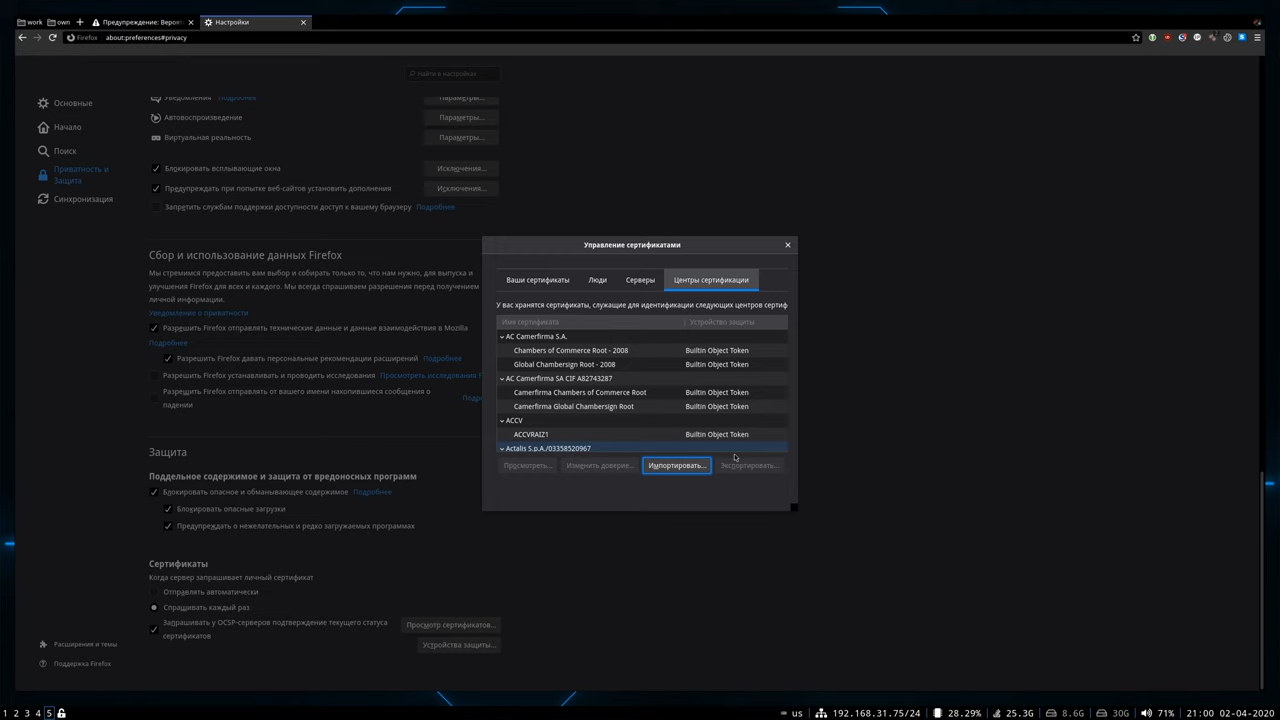 work own + Предупреждение: Вероят × Настройки ×
Firefox about:preferences#privacy
Найти в настройках
Основные
Начало
Поиск
Приватность и
Защита
Синхронизация
Расширения и темы
Поддержка Firefox
Уведомления Подробнее Параметры...
Автовоспроизведение Параметры...
Виртуальная реальность Параметры...
Блокировать всплывающие окна Исключения...
Предупреждать при попытке веб-сайтов установить дополнения Исключения...
Запретить службам поддержки доступности доступ к вашему браузеру Подробнее
Сбор и использование данных Firefox
Мы стремимся предоставить вам выбор и собирать только то, что нам нужно, для выпуска и
улучшения Firefox для всех и каждого. Мы всегда спрашиваем разрешения перед получением
личной информации.
Уведомление о приватности
Разрешить Firefox отправлять технические данные и данные взаимодействия в Mozilla
Разрешить Firefox давать персональные рекомендации расширений Подробнее
Разрешить Firefox устанавливать и проводить исследования Просмотреть исследования F
Разрешить Firefox отправлять от вашего имени накопившиеся сообщения о
падении
Подро
Защита
Поддельное содержимое и защита от вредоносных программ
Блокировать опасное и обманывающее содержимое Подробнее
Блокировать опасные загрузки
Предупреждать о нежелательных и редко загружаемых программах
Сертификаты
Когда сервер запрашивает личный сертификат
Отправлять автоматически
Спрашивать каждый раз
Запрашивать у OCSP-серверов подтверждение текущего статуса
сертификатов
Просмотр сертификатов...
Устройства защиты...
Управление сертификатами
Ваши сертификаты Люди Серверы Центры сертификации
У вас хранятся сертификаты, служащие для идентификации следующих центров сертиф
Имя сертификата Устройство защиты
AC Camerfirma S.A.
Chambers of Commerce Root - 2008 Builtin Object Token
Global Chambersign Root - 2008 Builtin Object Token
AC Camerfirma SA CIF A82743287
Camerfirma Chambers of Commerce Root Builtin Object Token
Camerfirma Global Chambersign Root Builtin Object Token
ACCV
ACCVRAIZ1 Builtin Object Token
Actalis S.p.A./03358520967
Просмотреть... Изменить доверие... Импортировать... Экспортировать...
1 2 3 4 5 us 192.168.31.75/24 28.29% 25.3G 8.6G 30G 71% 21:00 02-04-2020